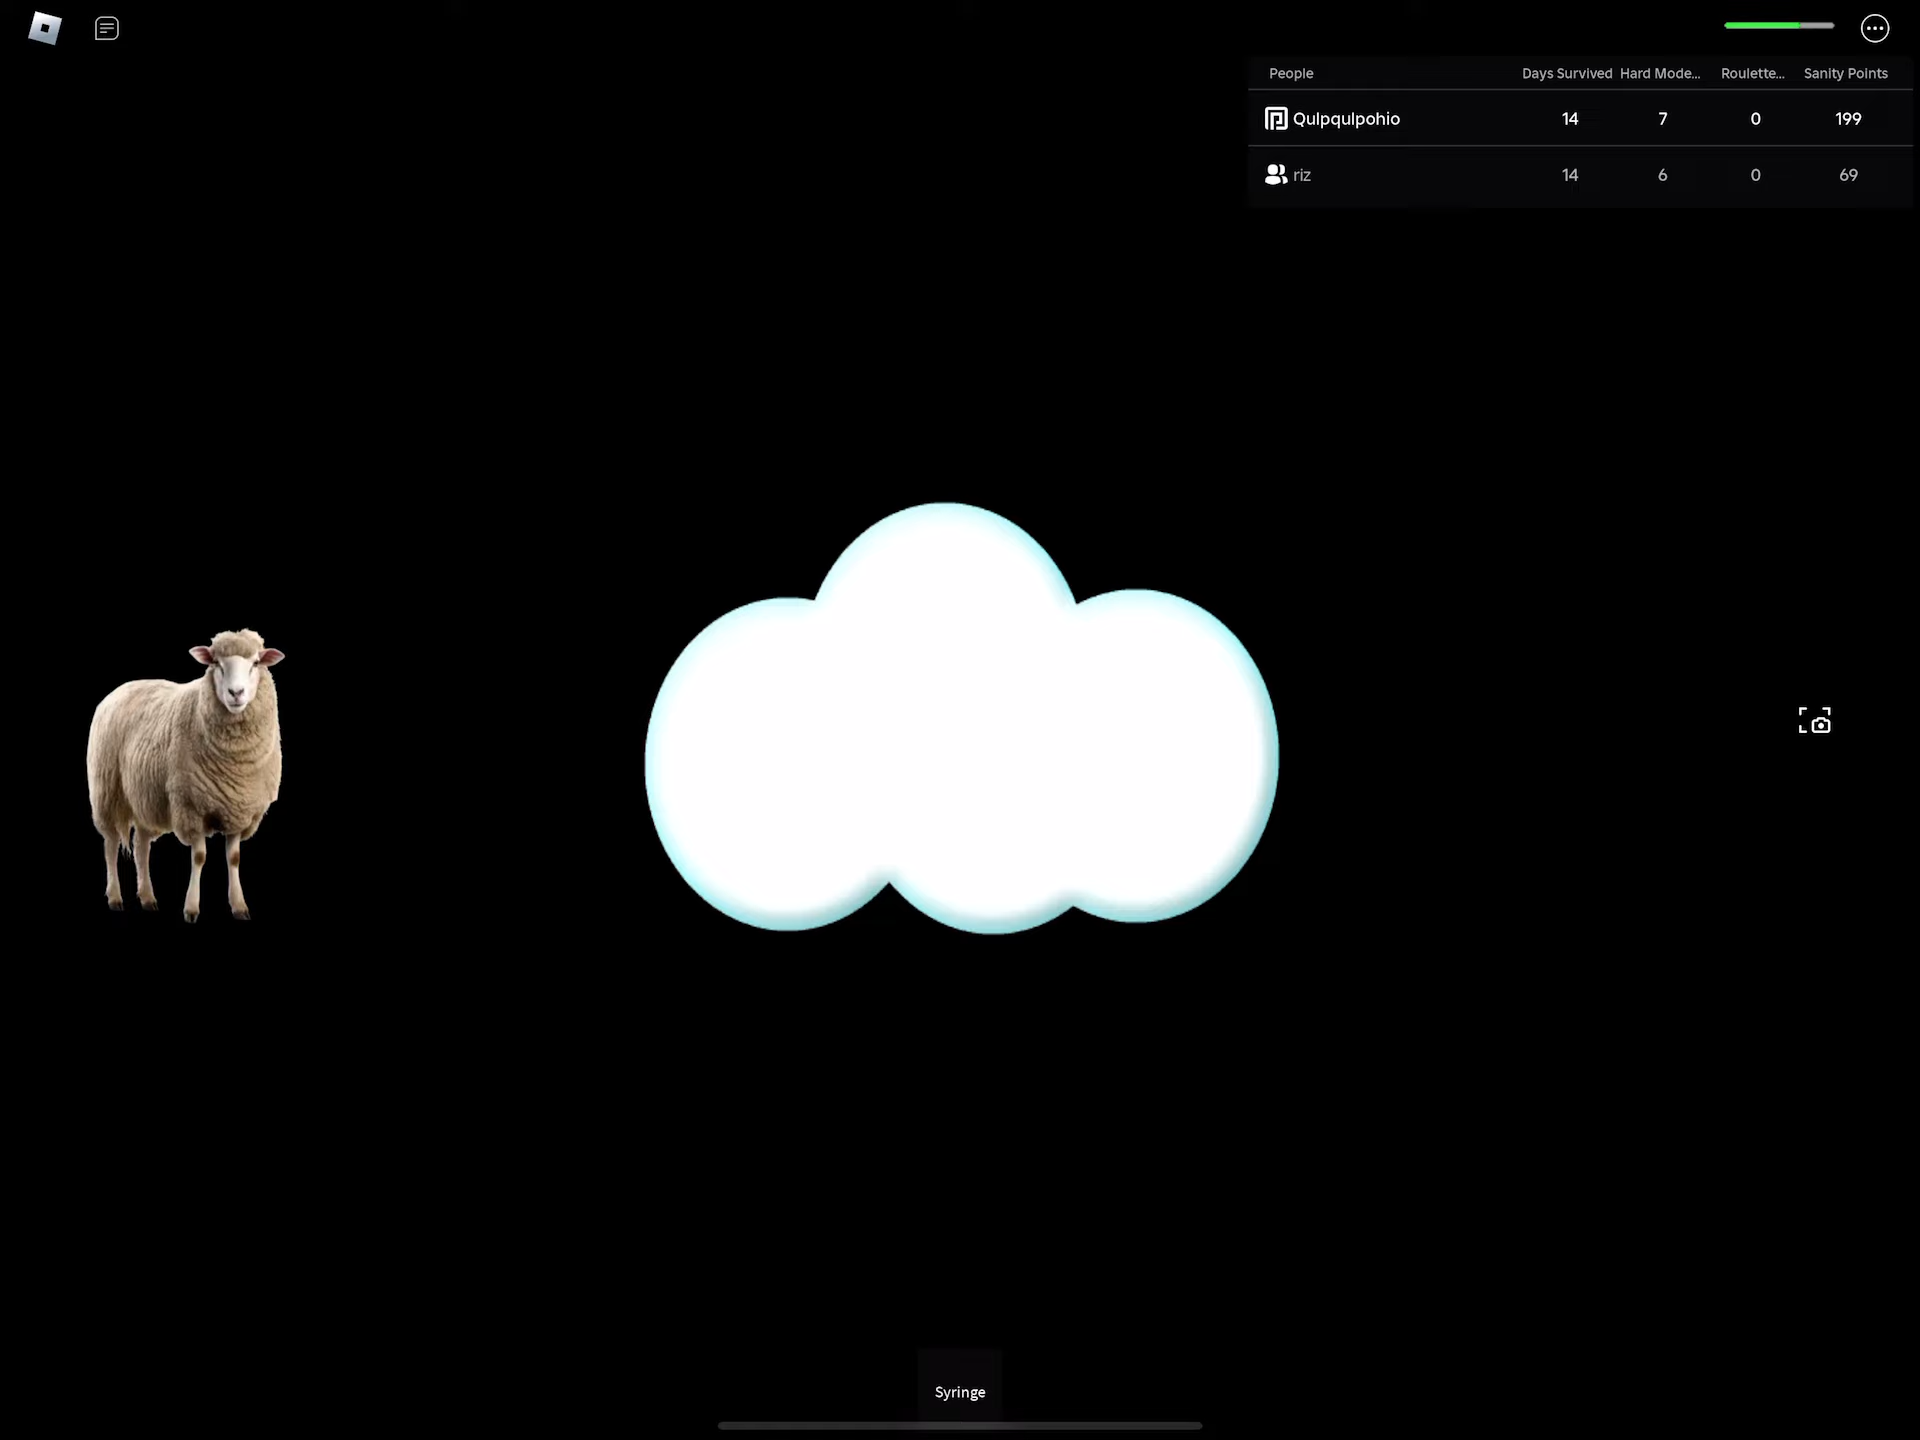 People Days Survived Hard Mode... Roulette... Sanity Points
Qulpqulpohio 14 7 0 199
riz 14 6 0 69
Syringe